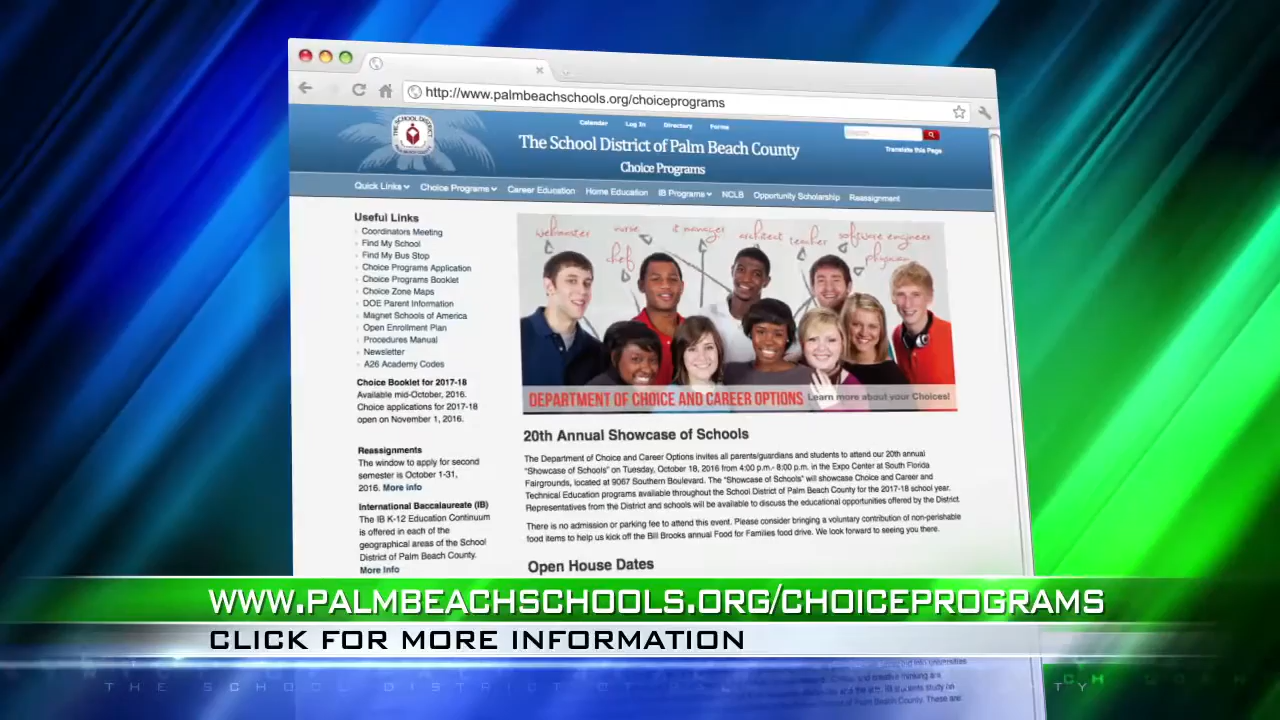 http://www.palmbeachschools.org/choiceprograms
Calendar Log In Directory Forms
Search
Translate this Page
THE SCHOOL DISTRICT
The School District of Palm Beach County
Choice Programs
Quick Links Choice Programs Career Education Home Education IB Programs NCLB Opportunity Scholarship Reassignment
Useful Links
Coordinators Meeting
Find My School
Find My Bus Stop
Choice Programs Application
Choice Programs Booklet
Choice Zone Maps
DOE Parent Information
Magnet Schools of America
Open Enrollment Plan
Procedures Manual
Newsletter
A26 Academy Codes
Choice Booklet for 2017-18
Available mid-October, 2016.
Choice applications for 2017-18
open on November 1, 2016.
Reassignments
The window to apply for second
semester is October 1-31,
2016. More info
International Baccalaureate (IB)
The IB K-12 Education Continuum
is offered in each of the
geographical areas of the School
District of Palm Beach County.
More Info
webmaster nurse it manager architect teacher software engineer
chef physician
DEPARTMENT OF CHOICE AND CAREER OPTIONS Learn more about your Choices!
20th Annual Showcase of Schools
The Department of Choice and Career Options invites all parents/guardians and students to attend our 20th annual
"Showcase of Schools" on Tuesday, October 18, 2016 from 4:00 p.m.- 8:00 p.m. in the Expo Center at South Florida
Fairgrounds, located at 9067 Southern Boulevard. The "Showcase of Schools" will showcase Choice and Career and
Technical Education programs available throughout the School District of Palm Beach County for the 2017-18 school year.
Representatives from the District and schools will be available to discuss the educational opportunities offered by the District.
There is no admission or parking fee to attend this event. Please consider bringing a voluntary contribution of non-perishable
food items to help us kick off the Bill Brooks annual Food for Families food drive. We look forward to seeing you there.
Open House Dates
WWW.PALMBEACHSCHOOLS.ORG/CHOICEPROGRAMS
CLICK FOR MORE INFORMATION
THE SCHOOL DISTRICT